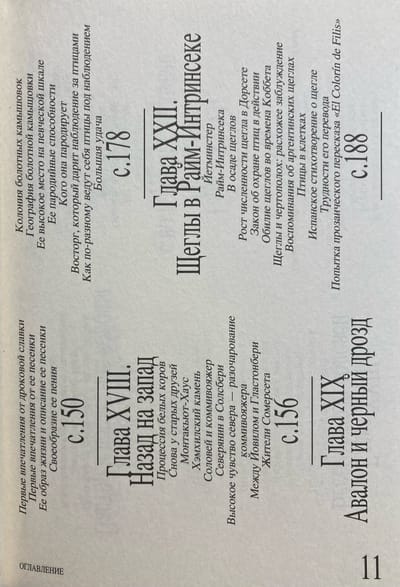 ОГЛАВЛЕНИЕ
Первые впечатления от дроковой славки
Первые впечатления от ее песенки
Ее образ жизни и описание ее песенки
Своеобразие ее пения
с.150
Глава XVIII.
Назад на запад
Процессия белых коров
Снова у старых друзей
Монтакьют-Хаус
Хэмхиллский камень
Соловей и коммивояжер
Северянин в Солсбери
Высокое чувство севера — разочарование
коммивояжера
Между Йовилом и Гластонбери
Жители Сомерсета
с.156
Глава XIX
Авалон и черный дрозд
Колонии болотных камышовок
География болотной камышовки
Ее высокое место на певческой шкале
Ее пародийные способности
Кого она пародирует
Восторг, который дарит наблюдение за птицами
Как по-разному ведут себя птицы под наблюдением
Большая удача
с.178
Глава XXII.
Щеглы в Райм-Интринсеке
Йетминстер
Райм-Интринсека
В осаде щеглов
Рост численности щегла в Дорсете
Закон об охране птиц в действии
Обилие щеглов во времена Коббета
Щеглы и чертополох: расхожее заблуждение
Воспоминания об аргентинских щеглах
Птицы в клетках
Испанское стихотворение о щегле
Трудности его перевода
Попытка прозаического пересказа «El Colorin de Filis»
с.188
11